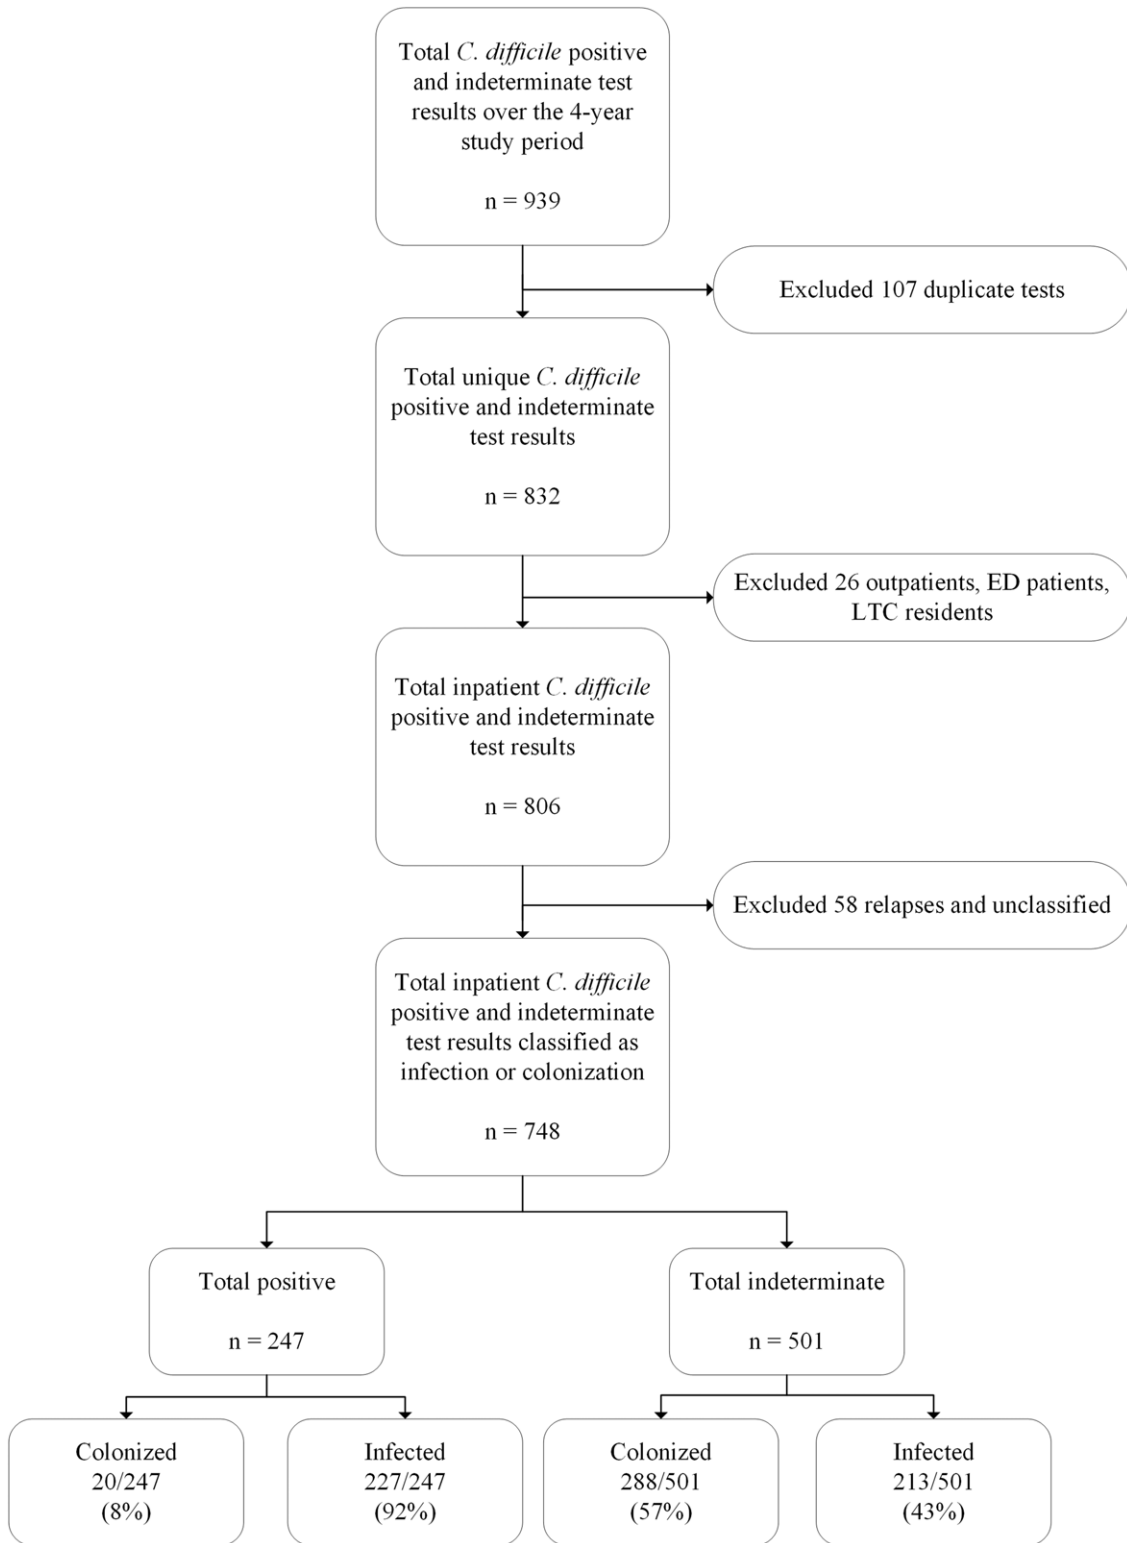 Total C. difficile positive
and indeterminate test
results over the 4-year
study period
n = 939
Excluded 107 duplicate tests
Total unique C. difficile
positive and indeterminate
test results
n = 832
Excluded 26 outpatients, ED patients,
LTC residents
Total inpatient C. difficile
positive and indeterminate
test results
n = 806
Excluded 58 relapses and unclassified
Total inpatient C. difficile
positive and indeterminate
test results classified as
infection or colonization
n = 748
Total positive
n = 247
Total indeterminate
n = 501
Colonized
20/247
(8%)
Infected
227/247
(92%)
Colonized
288/501
(57%)
Infected
213/501
(43%)